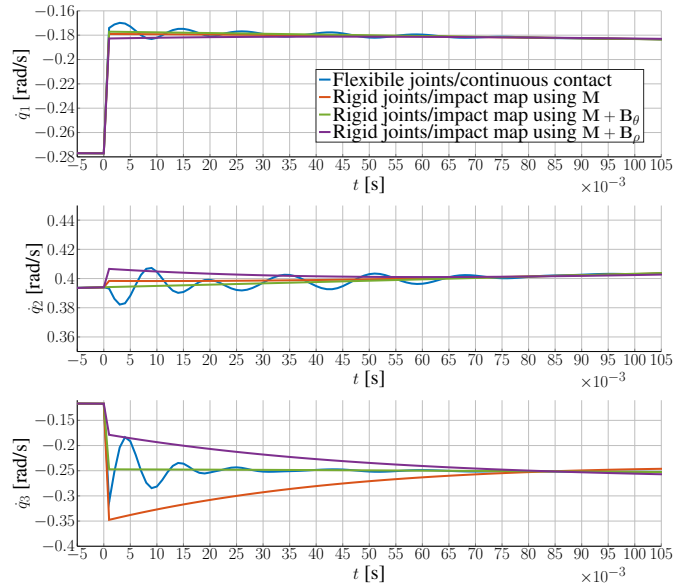 −0.16
−0.18
−0.2
−0.22
−0.24
−0.26
−0.28
q̇₁ [rad/s]
Flexibile joints/continuous contact
Rigid joints/impact map using M
Rigid joints/impact map using M + B_θ
Rigid joints/impact map using M + B_ρ
−5 0 5 10 15 20 25 30 35 40 45 50 55 60 65 70 75 80 85 90 95 100 105
t [s]
×10⁻³
0.44
0.42
0.4
0.38
0.36
q̇₂ [rad/s]
−5 0 5 10 15 20 25 30 35 40 45 50 55 60 65 70 75 80 85 90 95 100 105
t [s]
×10⁻³
−0.15
−0.2
−0.25
−0.3
−0.35
−0.4
q̇₃ [rad/s]
−5 0 5 10 15 20 25 30 35 40 45 50 55 60 65 70 75 80 85 90 95 100 105
t [s]
×10⁻³